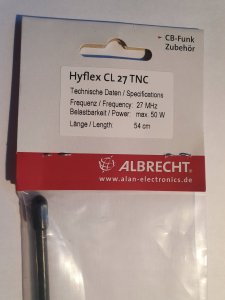 CB-Funk
Zubehör
Hyflex CL 27 TNC
Technische Daten / Specifications
Frequenz / Frequency: 27 MHz
Belastbarkeit / Power: max. 50 W
Länge / Length: 54 cm
ALBRECHT
www.alan-electronics.de